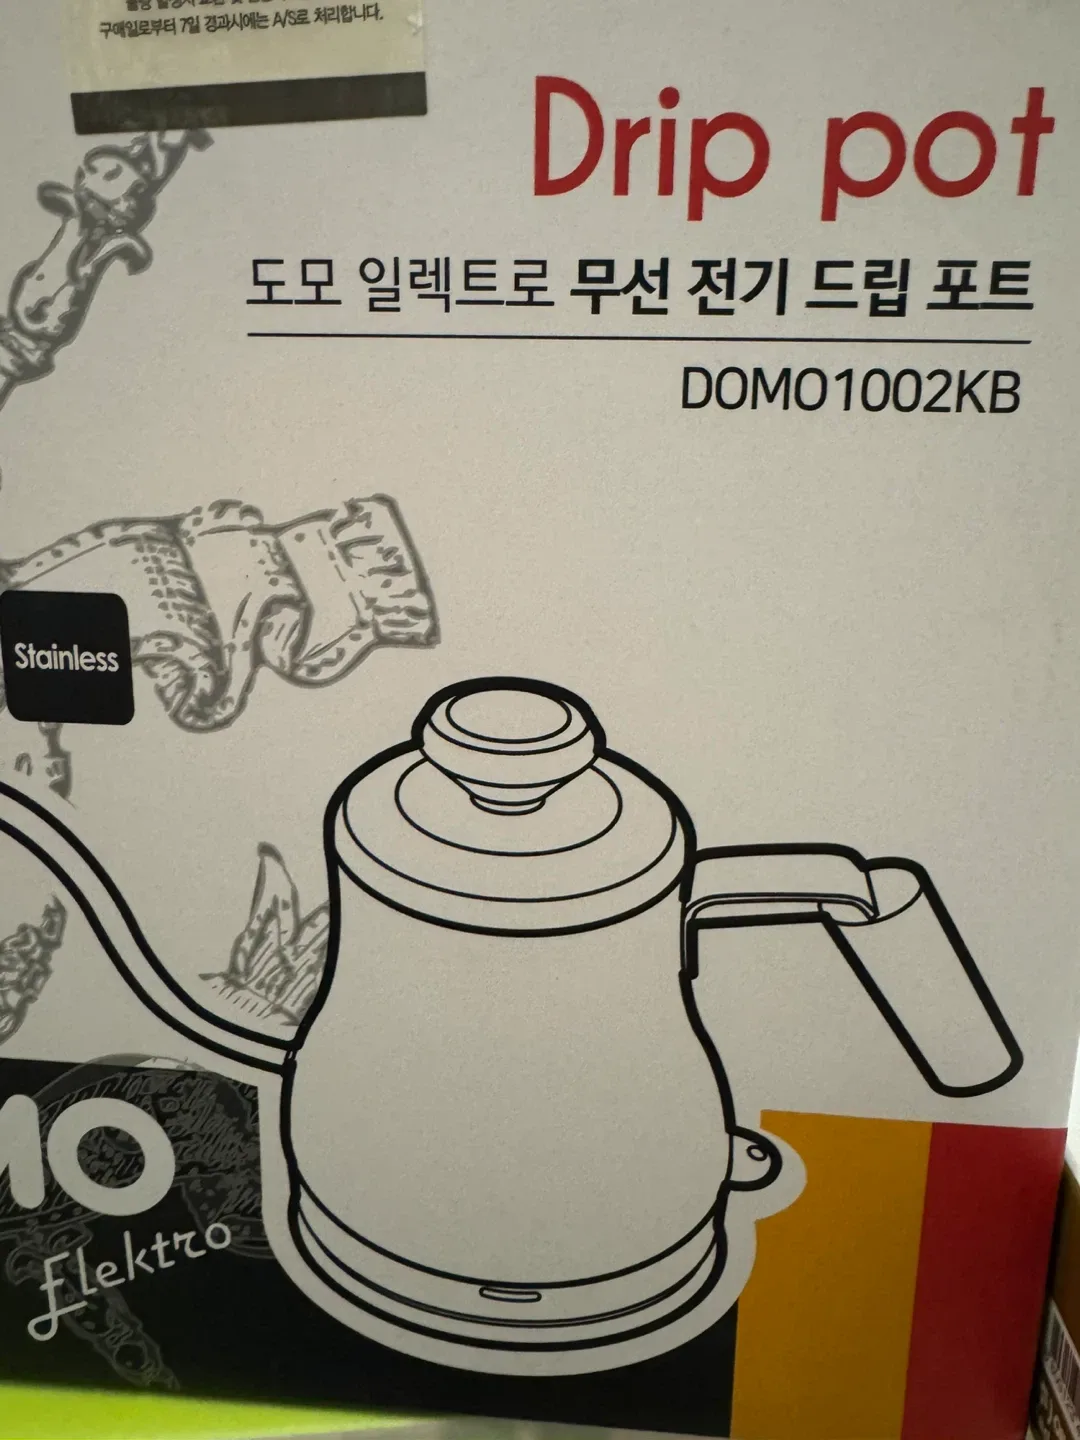 구매일로부터 7일 경과시에는 A/S로 처리합니다.
Drip pot
도모 일렉트로 무선 전기 드립 포트
DOMO1002KB
Stainless
MO
Elektro